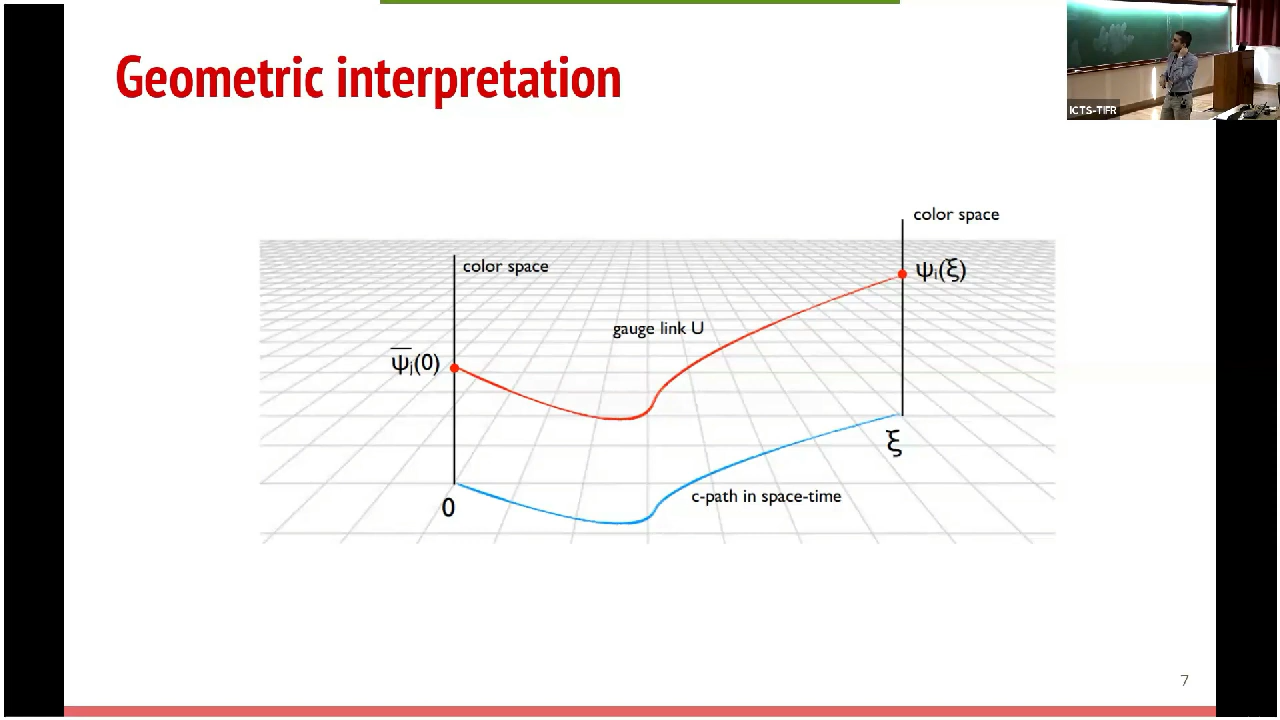 Geometric interpretation
ICTS-TIFR
color space
color space
ψᵢ(ξ)
gauge link U
ψ̅ⱼ(0)
ξ
c-path in space-time
0
7